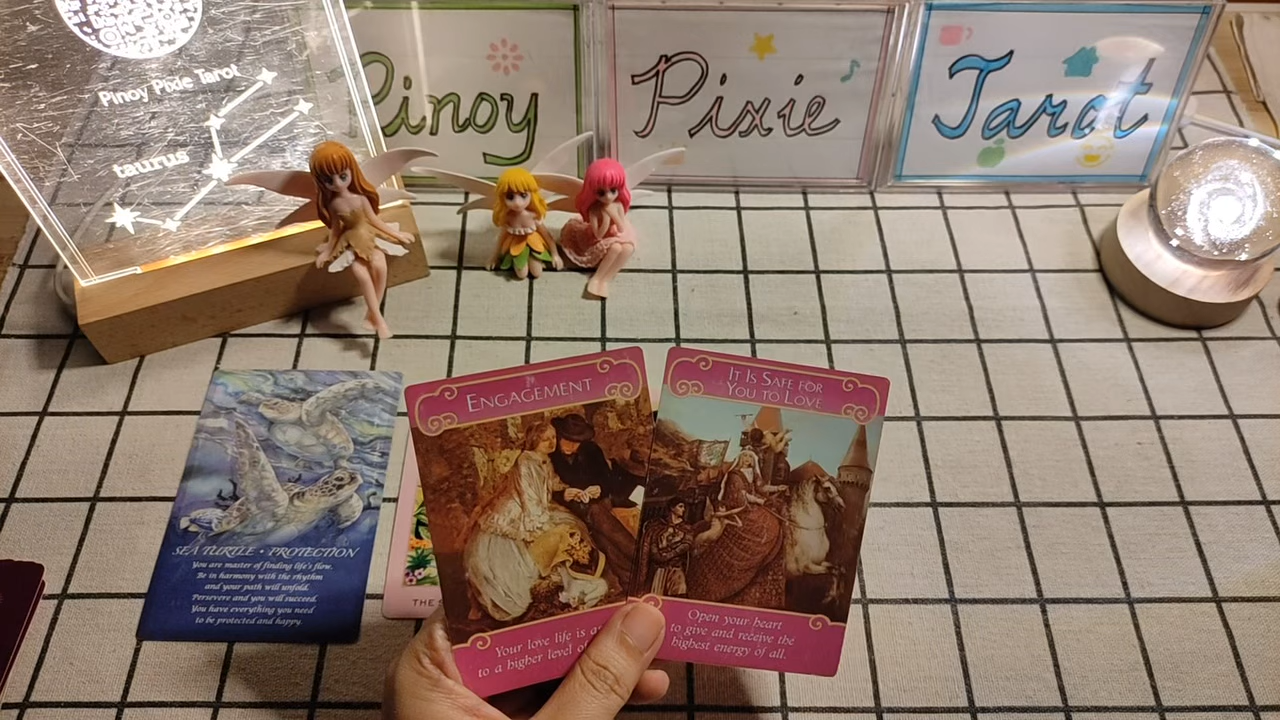 Pinoy Pixie Tarot
taurus
Pinoy
Pixie
Tarot
SEA TURTLE • PROTECTION
You are master of finding life's flow.
Be in harmony with the rhythm
and your path will unfold.
Persevere and you will succeed.
You have everything you need
to be protected and happy.
THE
ENGAGEMENT
Your love life is
to a higher level
IT IS SAFE FOR
YOU TO LOVE
Open your heart
to give and receive the
highest energy of all.